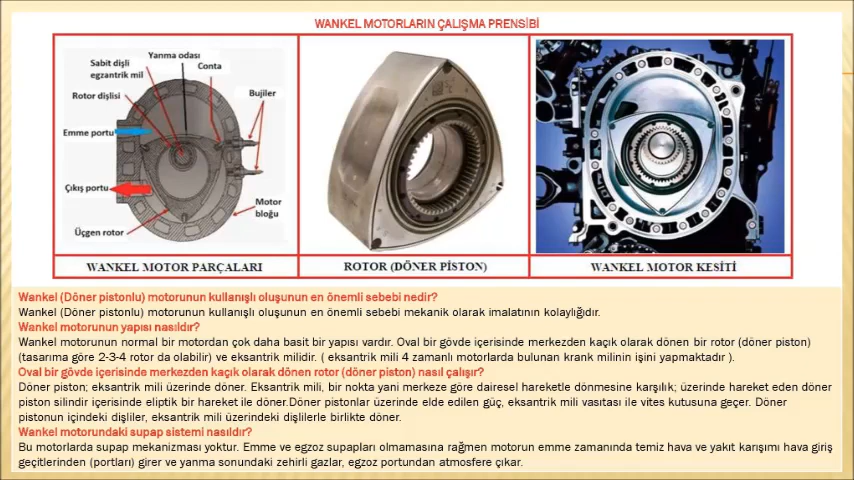 WANKEL MOTORLARIN ÇALIŞMA PRENSİBİ
Yanma odası
Sabit dişli
egzantrik mil
Conta
Rotor dişlisi
Bujiler
Emme portu
Çıkış portu
Motor
bloğu
Üçgen rotor
WANKEL MOTOR PARÇALARI
ROTOR (DÖNER PİSTON)
WANKEL MOTOR KESİTİ
Wankel (Döner pistonlu) motorunun kullanışlı oluşunun en önemli sebebi nedir?
Wankel (Döner pistonlu) motorunun kullanışlı oluşunun en önemli sebebi mekanik olarak imalatının kolaylığıdır.
Wankel motorunun yapısı nasıldır?
Wankel motorunun normal bir motordan çok daha basit bir yapısı vardır. Oval bir gövde içerisinde merkezden kaçık olarak dönen bir rotor (döner piston)
(tasarıma göre 2-3-4 rotor da olabilir) ve eksantrik milidir. ( eksantrik mili 4 zamanlı motorlarda bulunan krank milinin işini yapmaktadır ).
Oval bir gövde içerisinde merkezden kaçık olarak dönen rotor (döner piston) nasıl çalışır?
Döner piston; eksantrik mili üzerinde döner. Eksantrik mili, bir nokta yani merkeze göre dairesel hareketle dönmesine karşılık; üzerinde hareket eden döner
piston silindir içerisinde eliptik bir hareket ile döner.Döner pistonlar üzerinde elde edilen güç, eksantrik mili vasıtası ile vites kutusuna geçer. Döner
pistonun içindeki dişliler, eksantrik mili üzerindeki dişlilerle birlikte döner.
Wankel motorundaki supap sistemi nasıldır?
Bu motorlarda supap mekanizması yoktur. Emme ve egzoz supapları olmamasına rağmen motorun emme zamanında temiz hava ve yakıt karışımı hava giriş
geçitlerinden (portları) girer ve yanma sonundaki zehirli gazlar, egzoz portundan atmosfere çıkar.